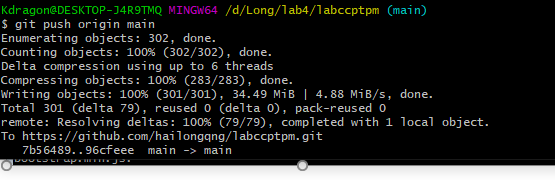 Kdragon@DESKTOP-J4R9TMQ MINGW64 /d/Long/lab4/labccptpm (main)
$ git push origin main
Enumerating objects: 302, done.
Counting objects: 100% (302/302), done.
Delta compression using up to 6 threads
Compressing objects: 100% (283/283), done.
Writing objects: 100% (301/301), 34.49 MiB | 4.88 MiB/s, done.
Total 301 (delta 79), reused 0 (delta 0), pack-reused 0
remote: Resolving deltas: 100% (79/79), completed with 1 local object.
To https://github.com/hailongqng/labccptpm.git
   7b56489..96cfeee  main -> main